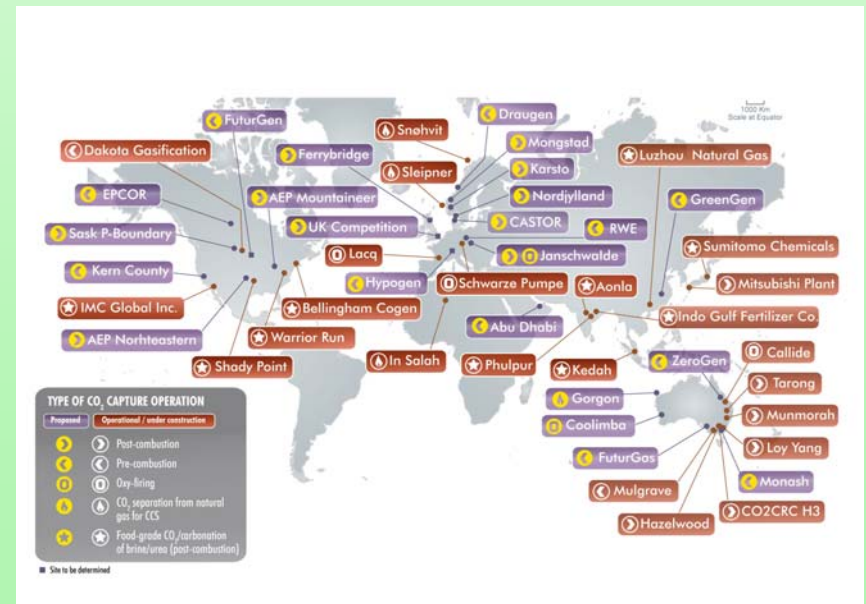 FuturGen
Dakota Gasification
EPCOR
Sask P-Boundary
Kern County
IMC Global Inc.
AEP Norhteastern
Shady Point
Warrior Run
Bellingham Cogen
AEP Mountaineer
Ferrybridge
UK Competition
Snøhvit
Sleipner
Lacq
Hypogen
In Salah
Draugen
Mongstad
Karsto
Nordjylland
CASTOR
RWE
Janschwalde
Schwarze Pumpe
Abu Dhabi
Aonla
Phulpur
Kedah
1000 Km
Scale at Equator
Luzhou Natural Gas
GreenGen
Sumitomo Chemicals
Mitsubishi Plant
Indo Gulf Fertilizer Co.
ZeroGen
Gorgon
Coolimba
FuturGas
Mulgrave
Hazelwood
Callide
Tarong
Munmorah
Loy Yang
Monash
CO2CRC H3
TYPE OF CO₂ CAPTURE OPERATION
Proposed
Operational / under construction
Post-combustion
Pre-combustion
Oxy-firing
CO₂ separation from natural
gas for CCS
Food-grade CO₂/carbonation
of brine/urea (post-combustion)
Site to be determined